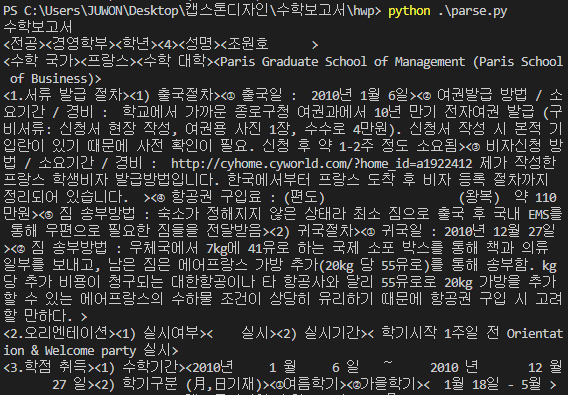 PS C:\Users\JUWON\Desktop\캡스톤디자인\수학보고서\hwp> python .\parse.py
수학보고서
<전공><경영학부><학년><4><성명><조원호      >
<수학 국가><프랑스><수학 대학><Paris Graduate School of Management (Paris School
 of Business)>
<1.서류 발급 절차><1) 출국절차><① 출국일 :  2010년 1월 6일><② 여권발급 방법 / 소
요기간 / 경비 :  학교에서 가까운 종로구청 여권과에서 10년 만기 전자여권 발급 (구
비서류: 신청서 현장 작성, 여권용 사진 1장, 수수로 4만원). 신청서 작성 시 본적 기
입란이 있기 때문에 사전 확인이 필요. 신청 후 약 1-2주 정도 소요됨><③ 비자신청 방
법 / 소요기간 / 경비 :  http://cyhome.cyworld.com/?home_id=a1922412 제가 작성한
프랑스 학생비자 발급방법입니다. 한국에서부터 프랑스 도착 후 비자 등록 절차까지
정리되어 있습니다.  ><④ 항공권 구입료 : (편도)                (왕복)  약 110
만원><⑤ 짐 송부방법 : 숙소가 정해지지 않은 상태라 최소 짐으로 출국 후 국내 EMS를
 통해 우편으로 필요한 짐들을 전달받음><2) 귀국절차><① 귀국일 : 2010년 12월 27일
><② 짐 송부방법 : 우체국에서 7kg에 41유로 하는 국제 소포 박스를 통해 책과 의류
일부를 보내고, 남은 짐은 에어프랑스 가방 추가(20kg 당 55유로)를 통해 송부함. kg
당 추가 비용이 청구되는 대한항공이나 타 항공사와 달리 55유로로 20kg 가방을 추가
할 수 있는 에어프랑스의 수하물 조건이 상당히 유리하기 때문에 항공권 구입 시 고려
할 만하다. >
<2.오리엔테이션><1) 실시여부><    실시><2) 실시기간>< 학기시작 1주일 전 Orientat
ion & Welcome party 실시>
<3.학점 취득><1) 수학기간><2010년     1 월     6 일   ~     2010 년      12 월
      27 일><2) 학기구분 (月,日기재)><①여름학기><②가을학기><  1월 18일 - 5월 >